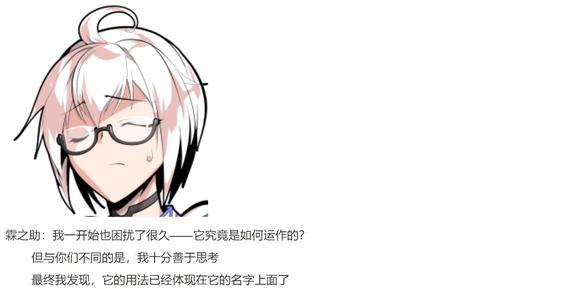 霖之助：我一开始也困扰了很久——它究竟是如何运作的？
但与你们不同的是，我十分善于思考
最终我发现，它的用法已经体现在它的名字上面了